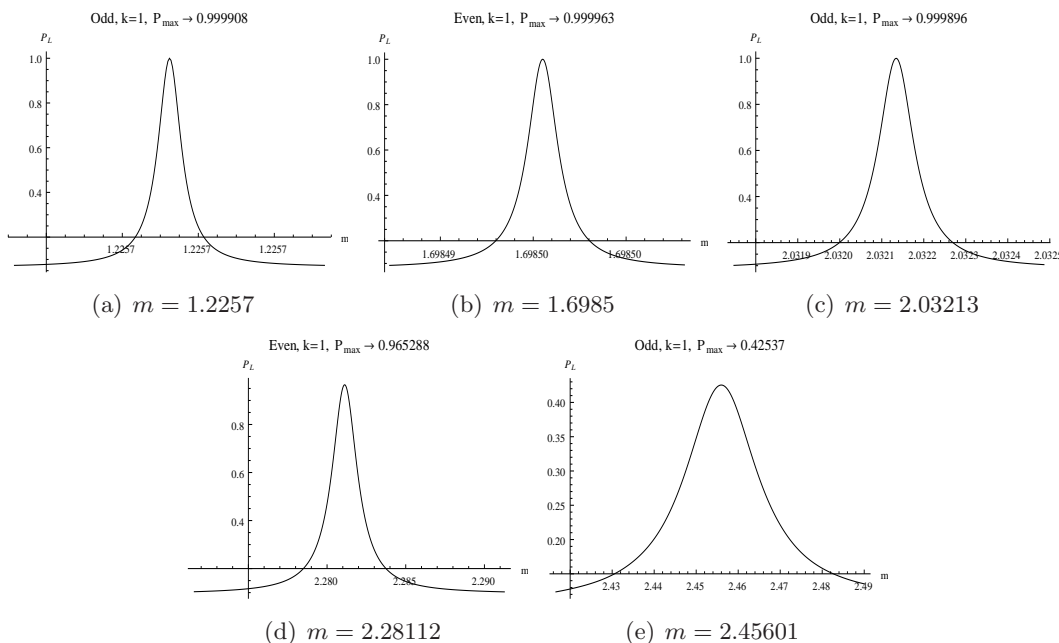 Odd, k=1, P_max → 0.999908
P_L
1.0
0.8
0.6
0.4
1.2257 1.2257 1.2257
m
(a) m = 1.2257
Even, k=1, P_max → 0.999963
P_L
1.0
0.8
0.6
0.4
1.69849 1.69850 1.69850
m
(b) m = 1.6985
Odd, k=1, P_max → 0.999896
P_L
1.0
0.8
0.6
0.4
2.0319 2.0320 2.0321 2.0322 2.0323 2.0324 2.0325
m
(c) m = 2.03213
Even, k=1, P_max → 0.965288
P_L
0.8
0.6
0.4
2.280 2.285 2.290
m
(d) m = 2.28112
Odd, k=1, P_max → 0.42537
P_L
0.40
0.35
0.30
0.25
0.20
2.43 2.44 2.45 2.46 2.47 2.48 2.49
m
(e) m = 2.45601